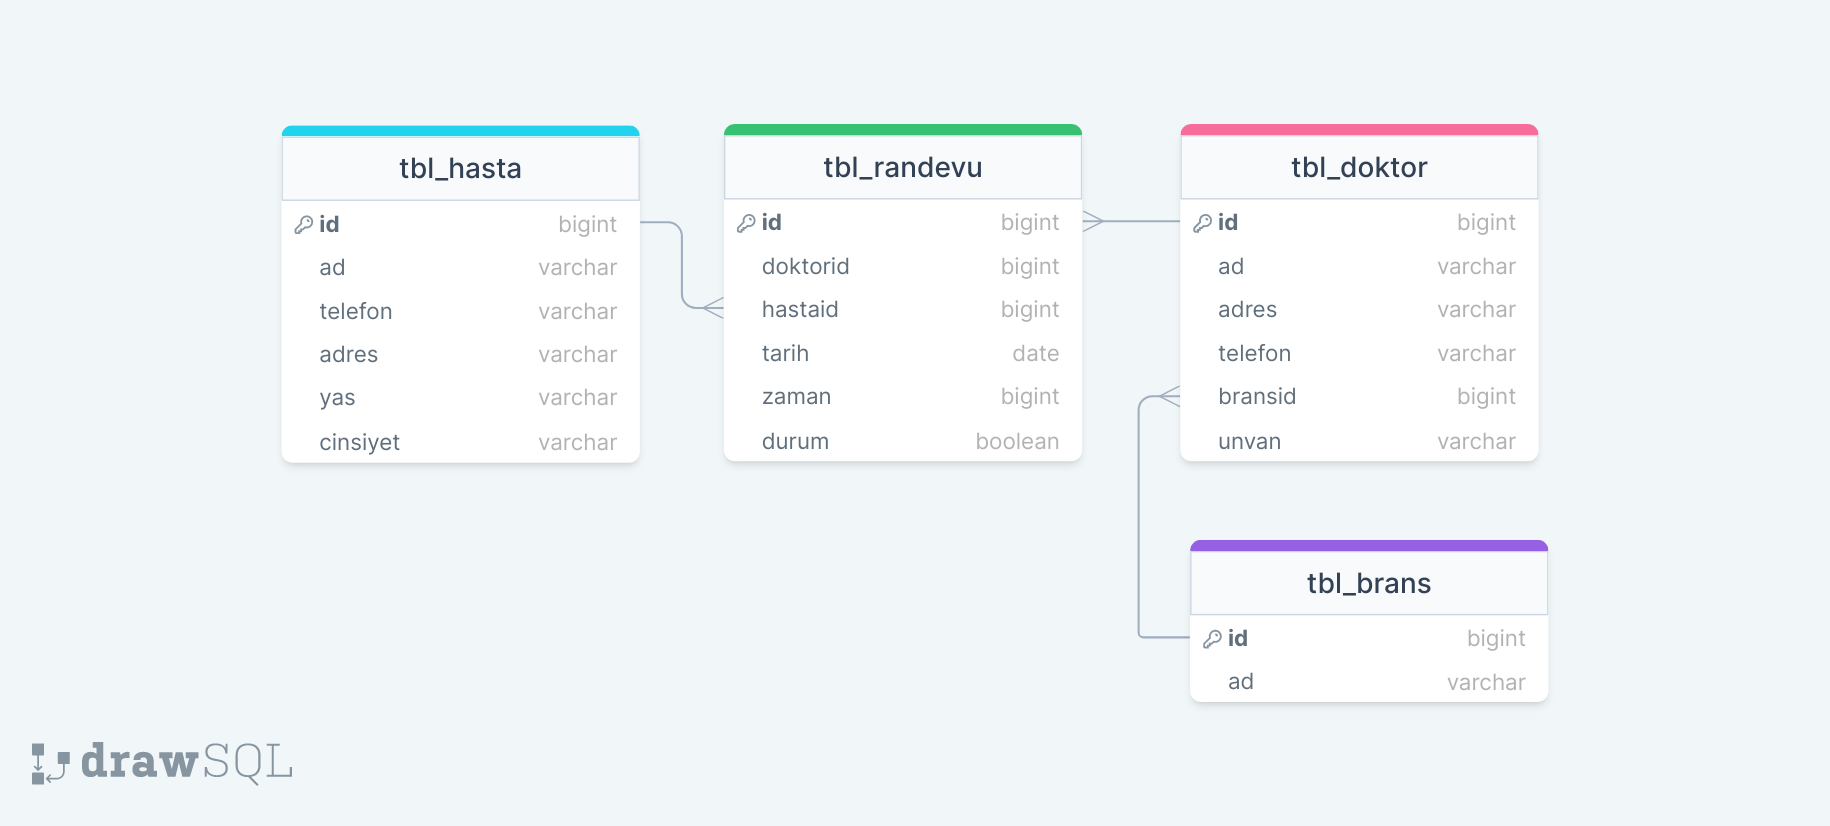 tbl_hasta
id bigint
ad varchar
telefon varchar
adres varchar
yas varchar
cinsiyet varchar
tbl_randevu
id bigint
doktorid bigint
hastaid bigint
tarih date
zaman bigint
durum boolean
tbl_doktor
id bigint
ad varchar
adres varchar
telefon varchar
bransid bigint
unvan varchar
tbl_brans
id bigint
ad varchar
drawSQL